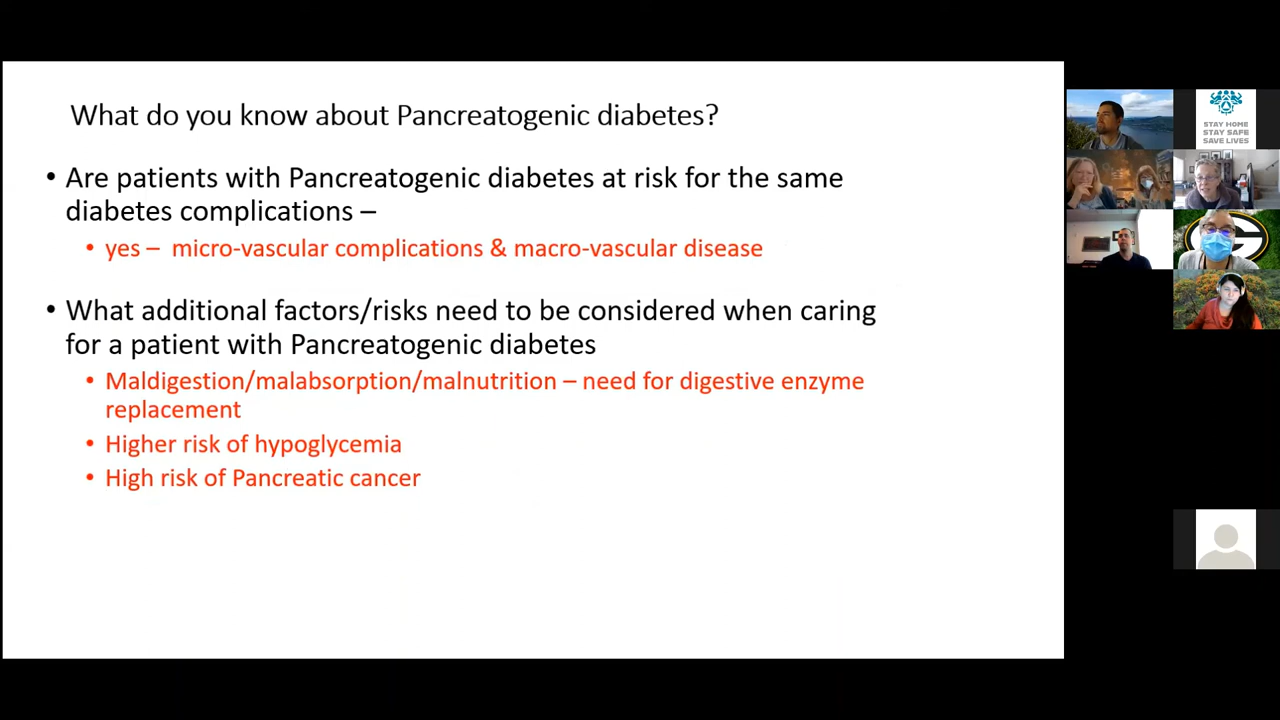 What do you know about Pancreatogenic diabetes?
• Are patients with Pancreatogenic diabetes at risk for the same
diabetes complications –
• yes – micro-vascular complications & macro-vascular disease
• What additional factors/risks need to be considered when caring
for a patient with Pancreatogenic diabetes
• Maldigestion/malabsorption/malnutrition – need for digestive enzyme
replacement
• Higher risk of hypoglycemia
• High risk of Pancreatic cancer
STAY HOME
STAY SAFE
SAVE LIVES
G